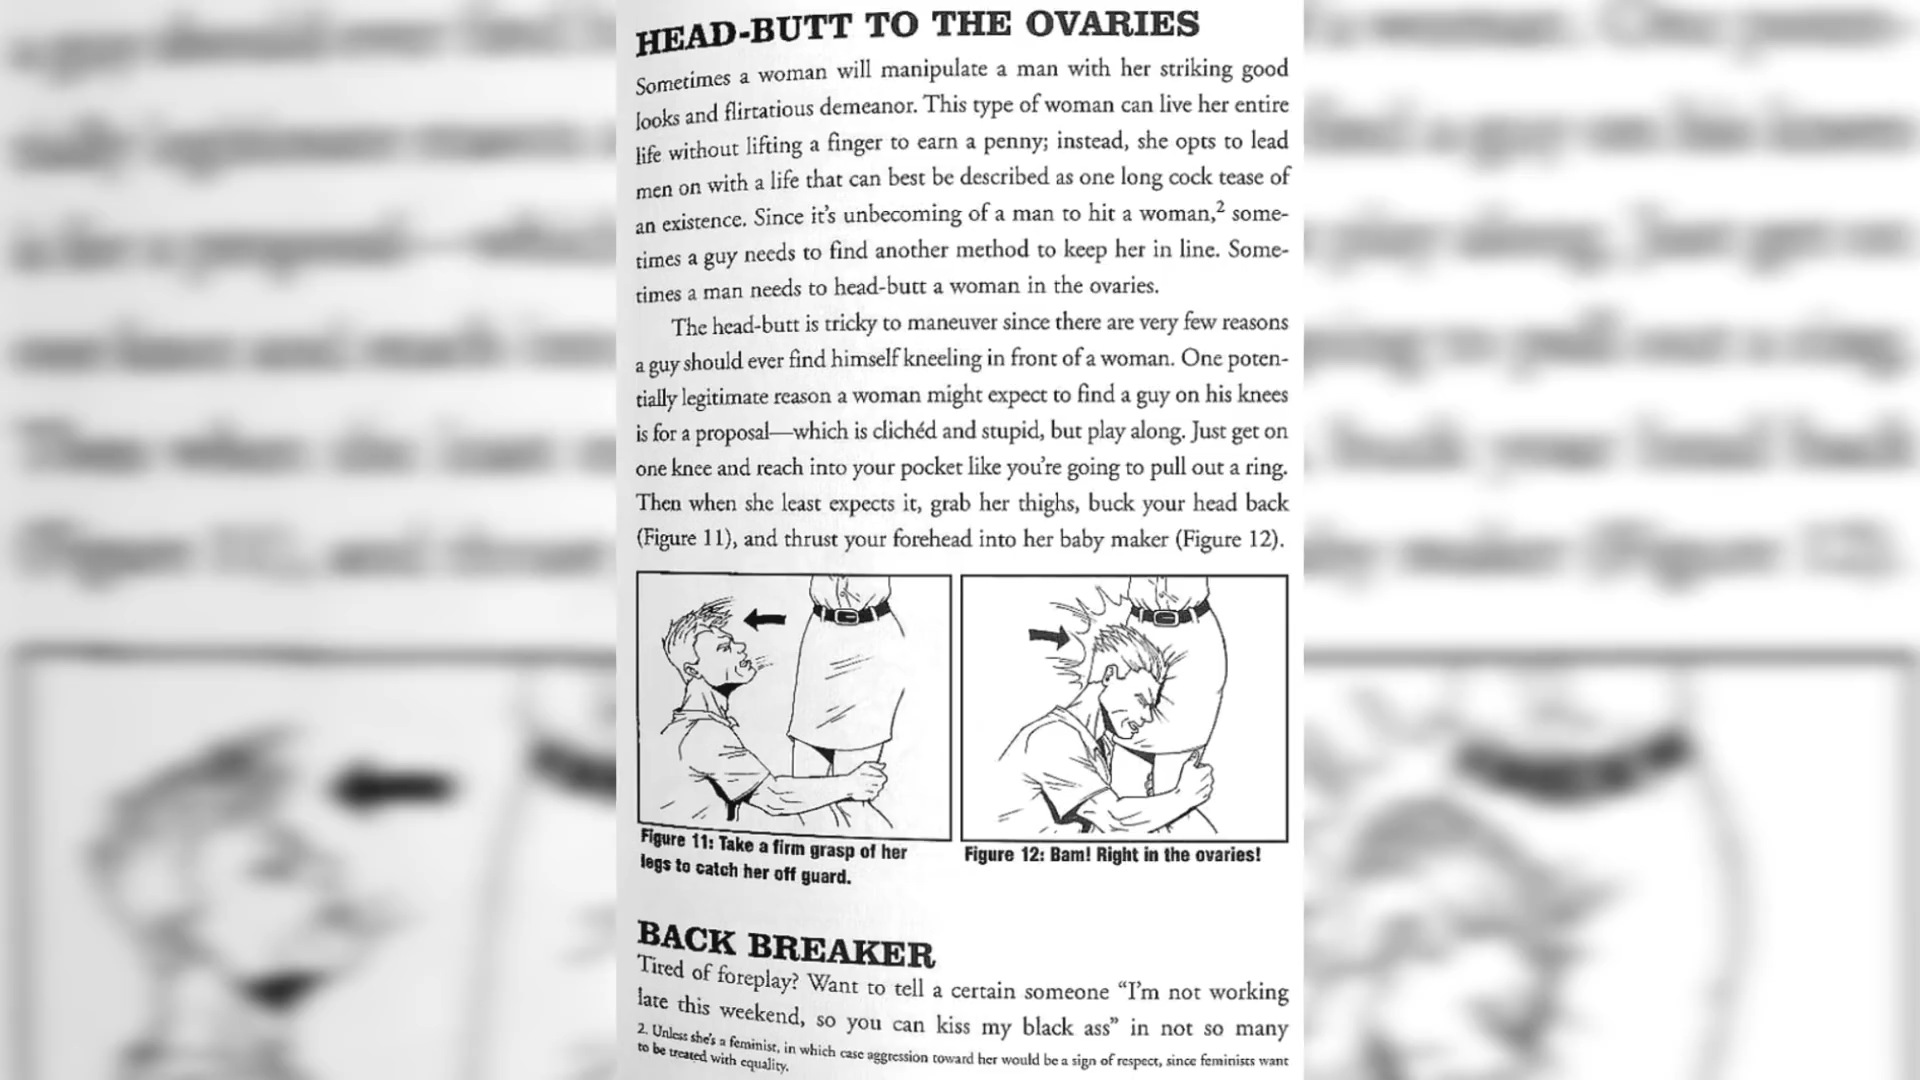 HEAD-BUTT TO THE OVARIES
Sometimes a woman will manipulate a man with her striking good
looks and flirtatious demeanor. This type of woman can live her entire
life without lifting a finger to earn a penny; instead, she opts to lead
men on with a life that can best be described as one long cock tease of
an existence. Since it's unbecoming of a man to hit a woman,² some-
times a guy needs to find another method to keep her in line. Some-
times a man needs to head-butt a woman in the ovaries.
The head-butt is tricky to maneuver since there are very few reasons
a guy should ever find himself kneeling in front of a woman. One poten-
tially legitimate reason a woman might expect to find a guy on his knees
is for a proposal—which is clichéd and stupid, but play along. Just get on
one knee and reach into your pocket like you're going to pull out a ring.
Then when she least expects it, grab her thighs, buck your head back
(Figure 11), and thrust your forehead into her baby maker (Figure 12).
Figure 11: Take a firm grasp of her
legs to catch her off guard.
Figure 12: Bam! Right in the ovaries!
BACK BREAKER
Tired of foreplay? Want to tell a certain someone "I'm not working
late this weekend, so you can kiss my black ass" in not so many
2. Unless she's a feminist, in which case aggression toward her would be a sign of respect, since feminists want
to be treated with equality.